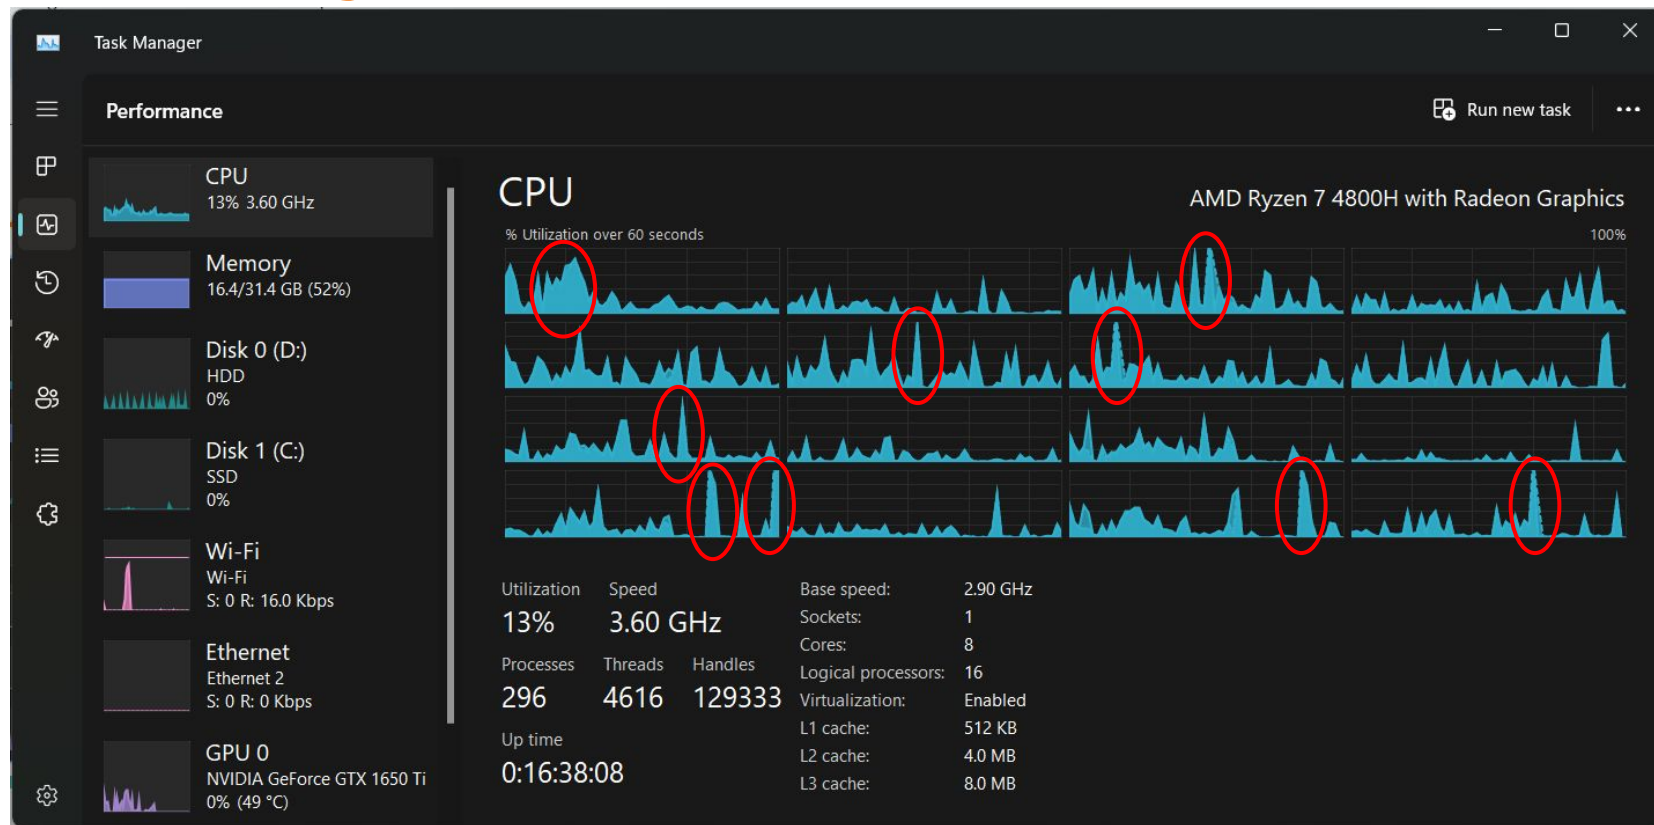 Task Manager
Performance
Run new task
CPU
13% 3.60 GHz
Memory
16.4/31.4 GB (52%)
Disk 0 (D:)
HDD
0%
Disk 1 (C:)
SSD
0%
Wi-Fi
Wi-Fi
S: 0 R: 16.0 Kbps
Ethernet
Ethernet 2
S: 0 R: 0 Kbps
GPU 0
NVIDIA GeForce GTX 1650 Ti
0% (49 °C)
CPU
AMD Ryzen 7 4800H with Radeon Graphics
% Utilization over 60 seconds 100%
Utilization Speed
13% 3.60 GHz
Processes Threads Handles
296 4616 129333
Up time
0:16:38:08
Base speed: 2.90 GHz
Sockets: 1
Cores: 8
Logical processors: 16
Virtualization: Enabled
L1 cache: 512 KB
L2 cache: 4.0 MB
L3 cache: 8.0 MB